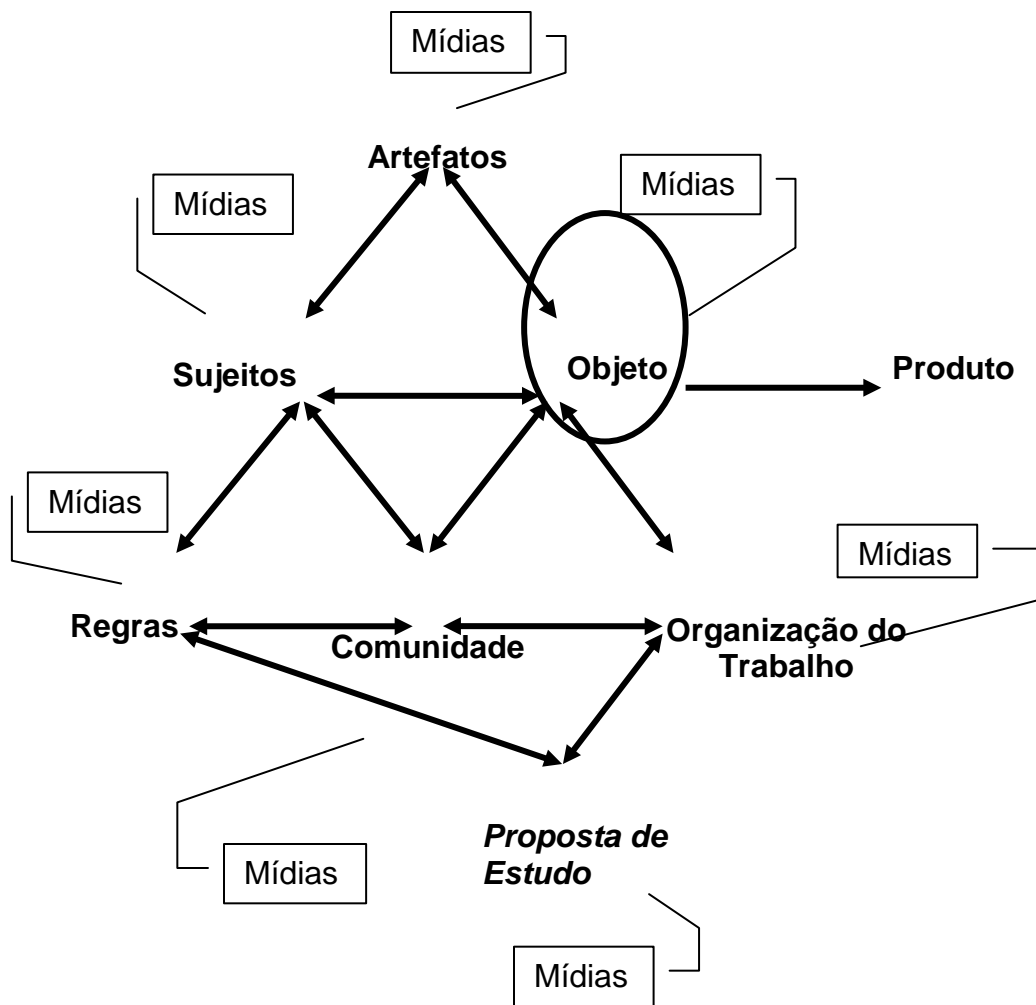 Mídias
Artefatos
Mídias
Mídias
Sujeitos
Objeto
Produto
Mídias
Mídias
Regras
Comunidade
Organização do
Trabalho
Mídias
Proposta de
Estudo
Mídias